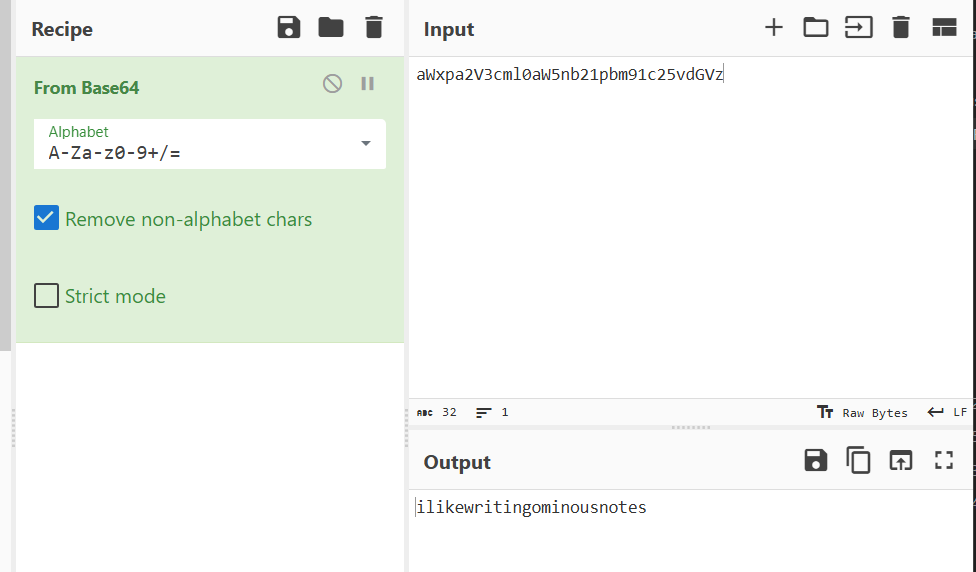 Recipe
From Base64
Alphabet
A-Za-z0-9+/=
Remove non-alphabet chars
Strict mode
Input
aWxpa2V3cml0aW5nb21pbm91c25vdGVz
ABC 32 1 Raw Bytes LF
Output
ilikewritingominousnotes